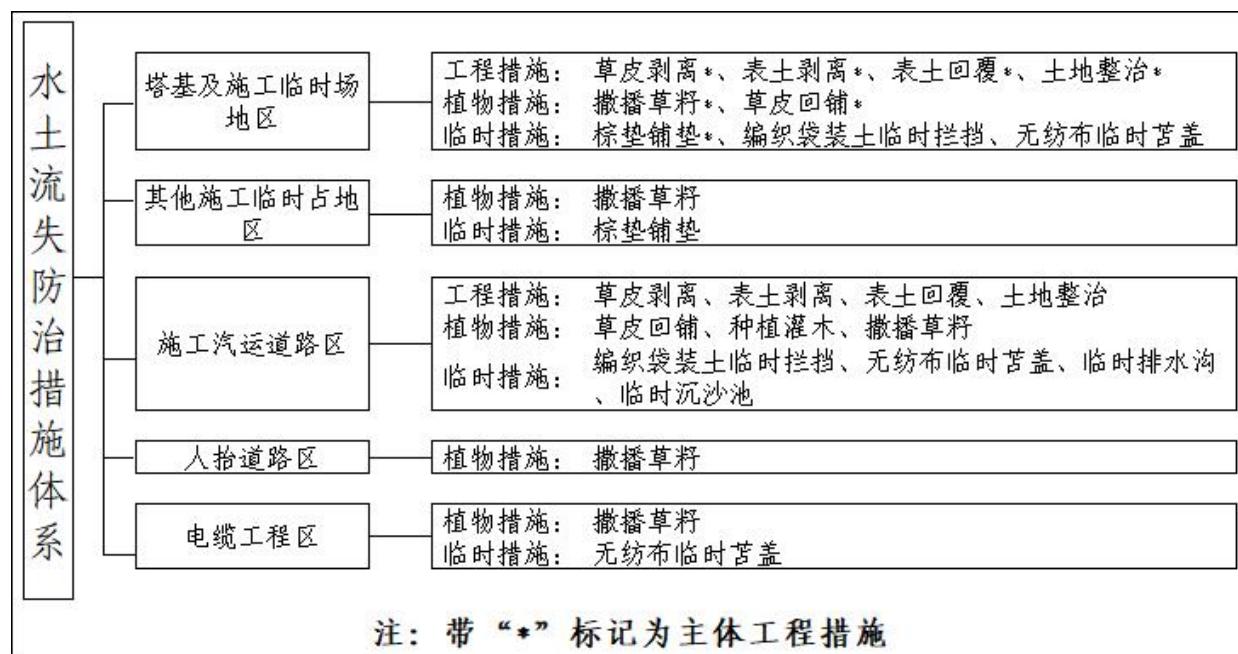 水土流失防治措施体系
塔基及施工临时场
地区
工程措施： 草皮剥离*、表土剥离*、表土回覆*、土地整治*
植物措施： 撒播草籽*、草皮回铺*
临时措施： 棕垫铺垫*、编织袋装土临时拦挡、无纺布临时苫盖
其他施工临时占地
区
植物措施： 撒播草籽
临时措施： 棕垫铺垫
施工汽运道路区
工程措施： 草皮剥离、表土剥离、表土回覆、土地整治
植物措施： 草皮回铺、种植灌木、撒播草籽
临时措施： 编织袋装土临时拦挡、无纺布临时苫盖、临时排水沟
、临时沉沙池
人抬道路区
植物措施： 撒播草籽
电缆工程区
植物措施： 撒播草籽
临时措施： 无纺布临时苫盖
注：带“*”标记为主体工程措施